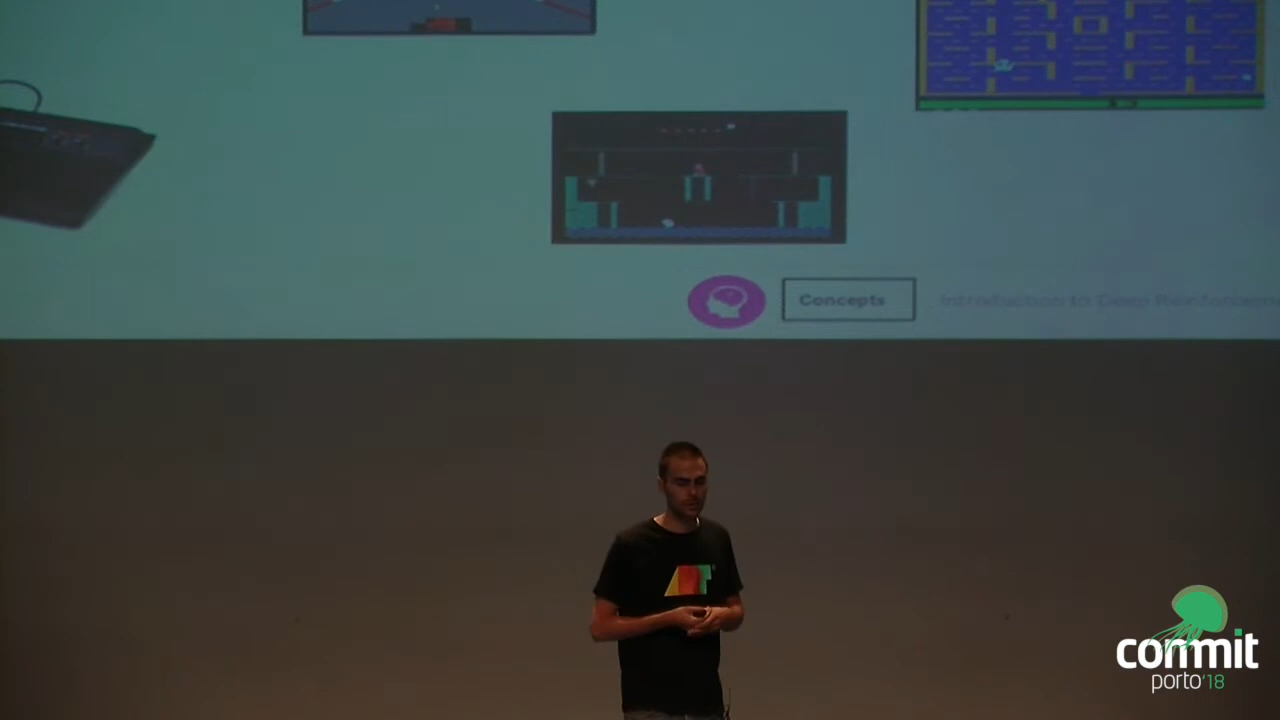 Concepts
Introduction to Deep Reinforcem
commit
porto'18